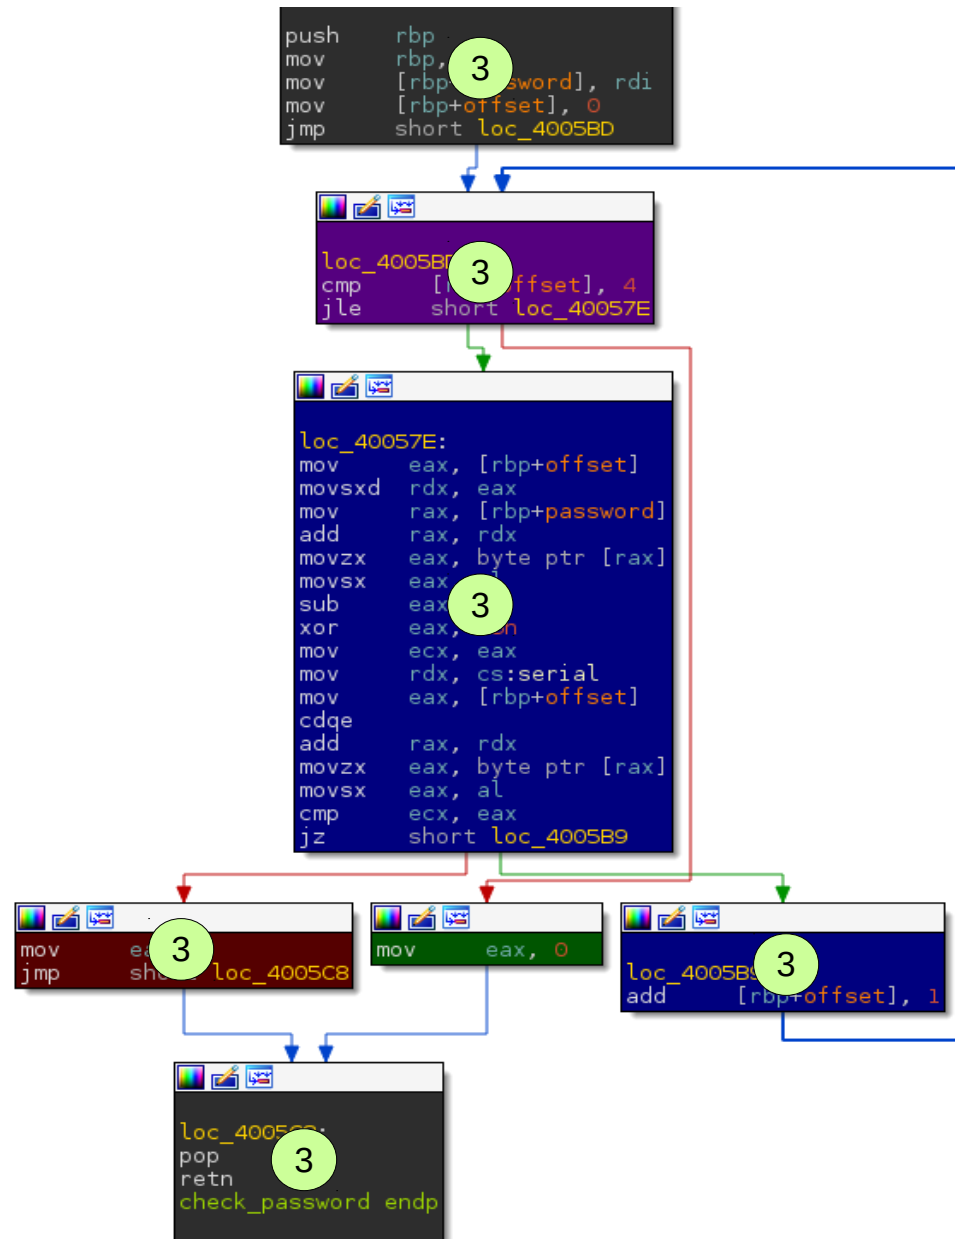 push rbp
mov rbp, 3
mov [rbp+ sword], rdi
mov [rbp+offset], 0
jmp short loc_4005BD
loc_4005B 3
cmp [ ffset], 4
jle short loc_40057E
loc_40057E:
mov eax, [rbp+offset]
movsxd rdx, eax
mov rax, [rbp+password]
add rax, rdx
movzx eax, byte ptr [rax]
movsx eax
sub eax 3
xor eax,
mov ecx, eax
mov rdx, cs:serial
mov eax, [rbp+offset]
cdqe
add rax, rdx
movzx eax, byte ptr [rax]
movsx eax, al
cmp ecx, eax
jz short loc_4005B9
mov 3
jmp loc_4005C8
mov eax, 0
loc_4005B9 3
add [rbp+offset], 1
loc_4005 :
pop 3
retn
check_password endp